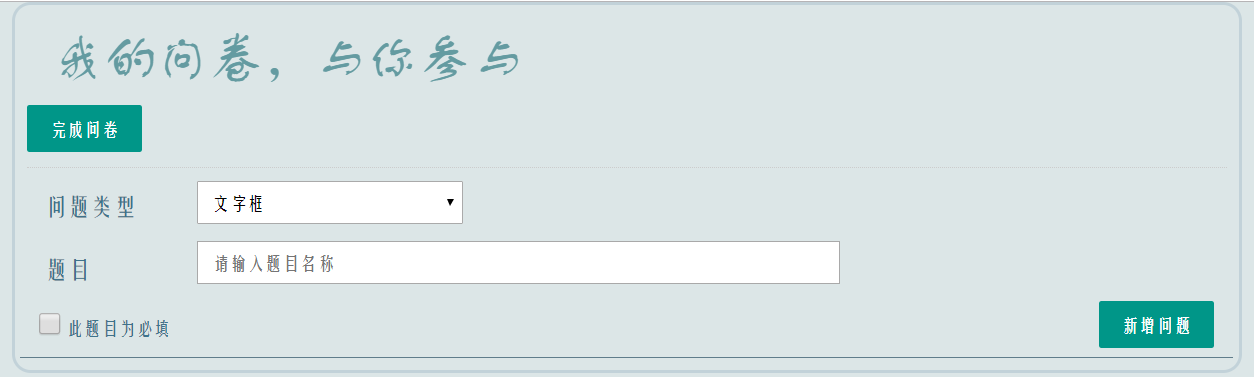 我的问卷，与你参与
完成问卷
问题类型 文字框
题目 请输入题目名称
此题目为必填 新增问题